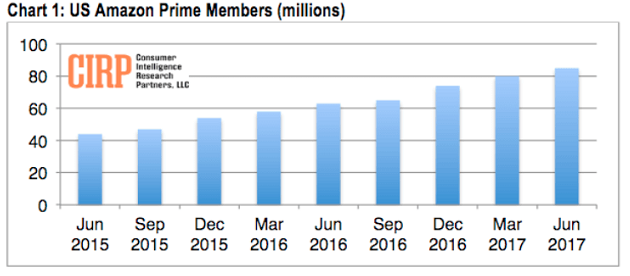 Chart 1: US Amazon Prime Members (millions)
100
CIRP
Consumer
Intelligence
Research
Partners, LLC
80
60
40
20
0
Jun Sep Dec Mar Jun Sep Dec Mar Jun
2015 2015 2015 2016 2016 2016 2016 2017 2017